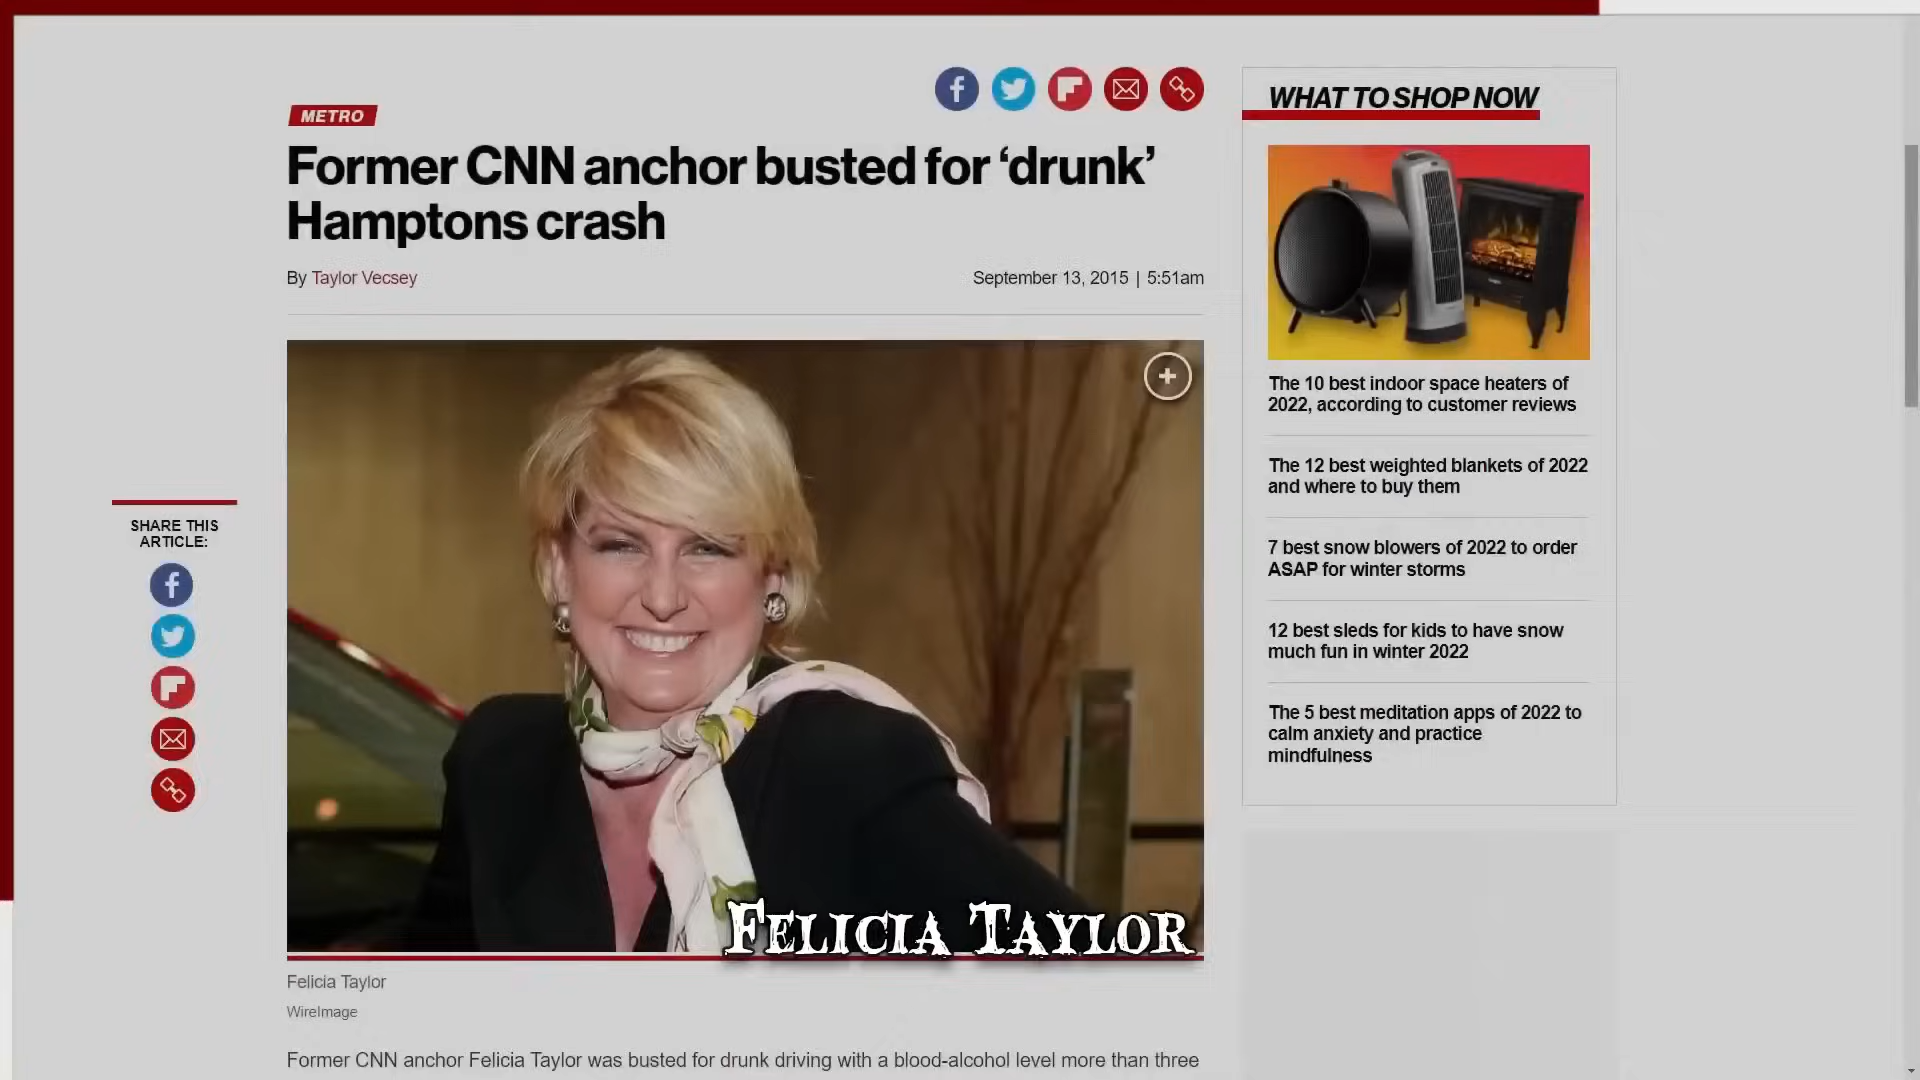 METRO
Former CNN anchor busted for ‘drunk’
Hamptons crash
By Taylor Vecsey
September 13, 2015 | 5:51am
SHARE THIS
ARTICLE:
FELICIA TAYLOR
Felicia Taylor
WireImage
Former CNN anchor Felicia Taylor was busted for drunk driving with a blood-alcohol level more than three
WHAT TO SHOP NOW
The 10 best indoor space heaters of
2022, according to customer reviews
The 12 best weighted blankets of 2022
and where to buy them
7 best snow blowers of 2022 to order
ASAP for winter storms
12 best sleds for kids to have snow
much fun in winter 2022
The 5 best meditation apps of 2022 to
calm anxiety and practice
mindfulness